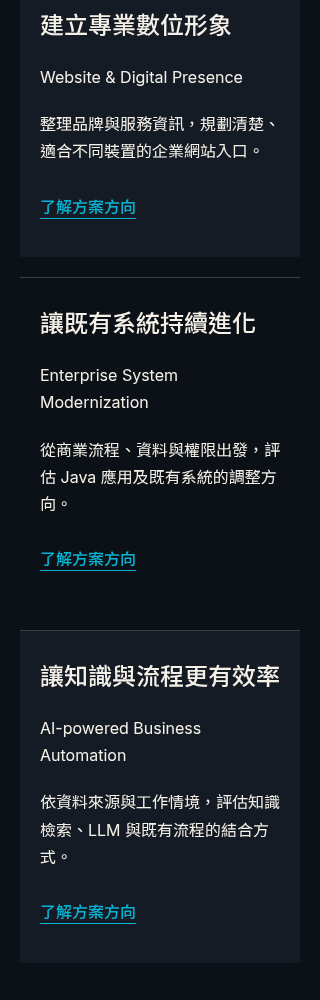 建立專業數位形象
Website & Digital Presence
整理品牌與服務資訊，規劃清楚、
適合不同裝置的企業網站入口。
了解方案方向
讓既有系統持續進化
Enterprise System
Modernization
從商業流程、資料與權限出發，評
估 Java 應用及既有系統的調整方
向。
了解方案方向
讓知識與流程更有效率
AI-powered Business
Automation
依資料來源與工作情境，評估知識
檢索、LLM 與既有流程的結合方
式。
了解方案方向